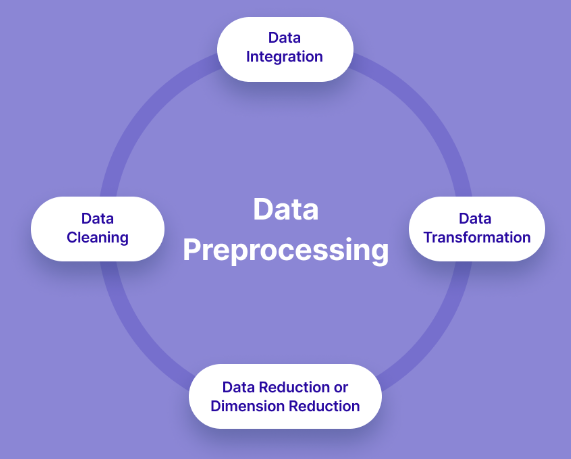 Data
Integration
Data
Cleaning
Data
Preprocessing
Data
Transformation
Data Reduction or
Dimension Reduction